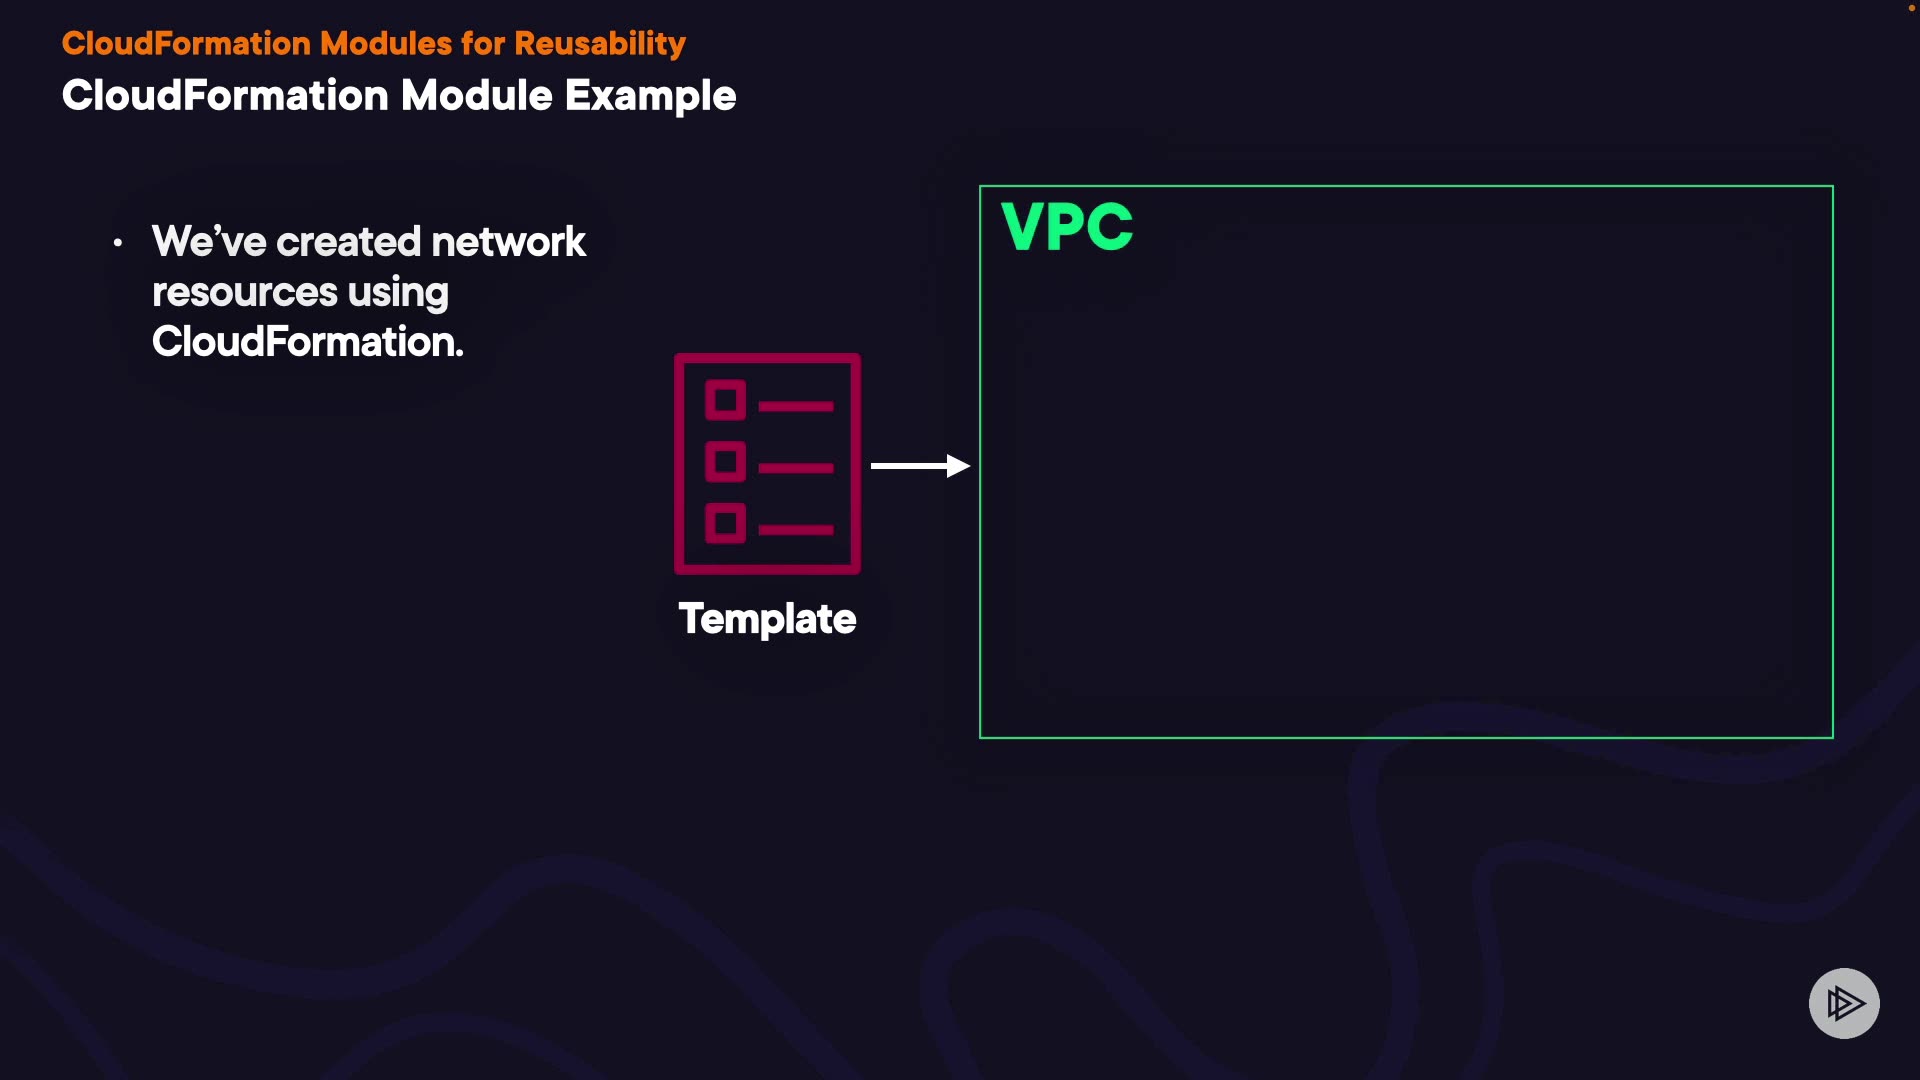 CloudFormation Modules for Reusability
CloudFormation Module Example
• We’ve created network
resources using
CloudFormation.
VPC
Template